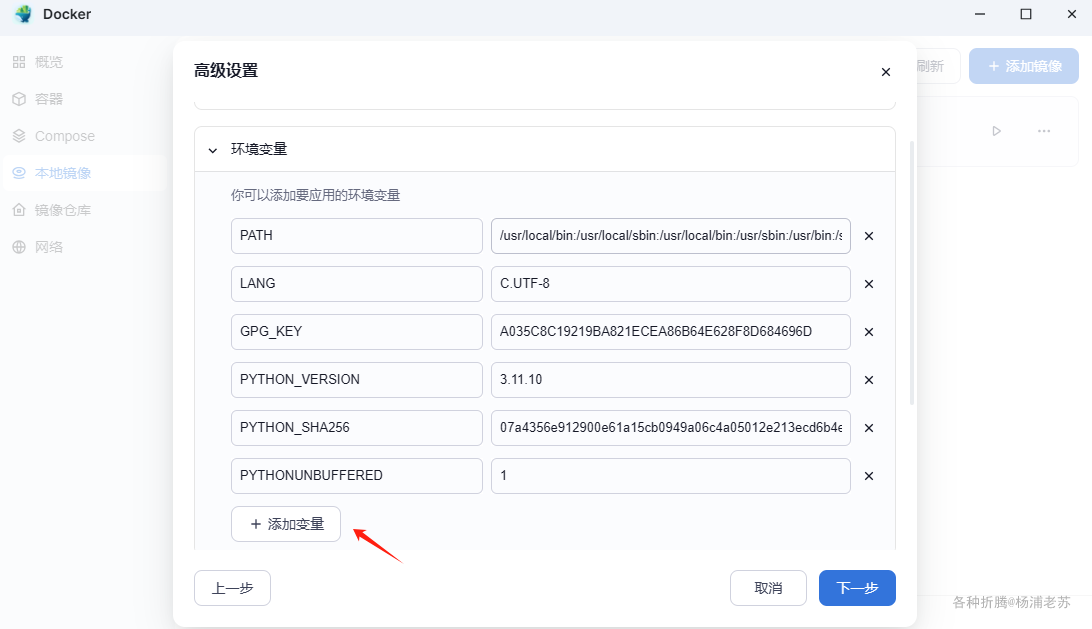 Docker
概览
容器
Compose
本地镜像
镜像仓库
网络
刷新
+ 添加镜像
高级设置
环境变量
你可以添加要应用的环境变量
PATH /usr/local/bin:/usr/local/sbin:/usr/local/bin:/usr/sbin:/usr/bin:/s
LANG C.UTF-8
GPG_KEY A035C8C19219BA821ECEA86B64E628F8D684696D
PYTHON_VERSION 3.11.10
PYTHON_SHA256 07a4356e912900e61a15cb0949a06c4a05012e213ecd6b4e
PYTHONUNBUFFERED 1
+ 添加变量
上一步 取消 下一步
各种折腾@杨浦老苏